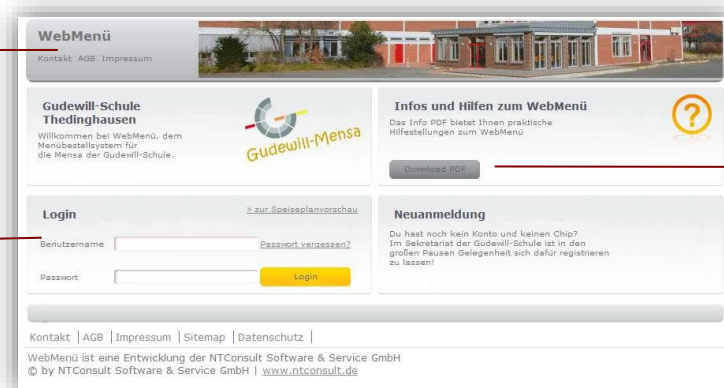 WebMenü
Kontakt AGB Impressum
Gudewill-Schule
Thedinghausen
Willkommen bei WebMenü, dem
Menübestellsystem für
die Mensa der Gudewill-Schule.
Gudewill-Mensa
Infos und Hilfen zum WebMenü
Das Info PDF bietet Ihnen praktische
Hilfestellungen zum WebMenü
?
Download PDF
Login
> zur Speiseplanvorschau
Benutzername
Passwort vergessen?
Passwort
Login
Neuanmeldung
Du hast noch kein Konto und keinen Chip?
Im Sekretariat der Gudewill-Schule ist in den
großen Pausen Gelegenheit sich dafür registrieren
zu lassen!
Kontakt | AGB | Impressum | Sitemap | Datenschutz |
WebMenü ist eine Entwicklung der NTConsult Software & Service GmbH
© by NTConsult Software & Service GmbH | www.ntconsult.de